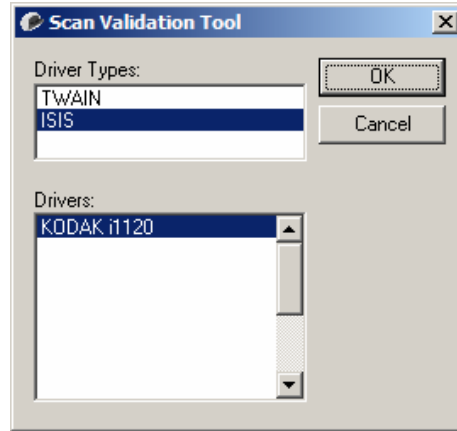 Scan Validation Tool
Driver Types:
TWAIN
ISIS
OK
Cancel
Drivers:
KODAK i1120